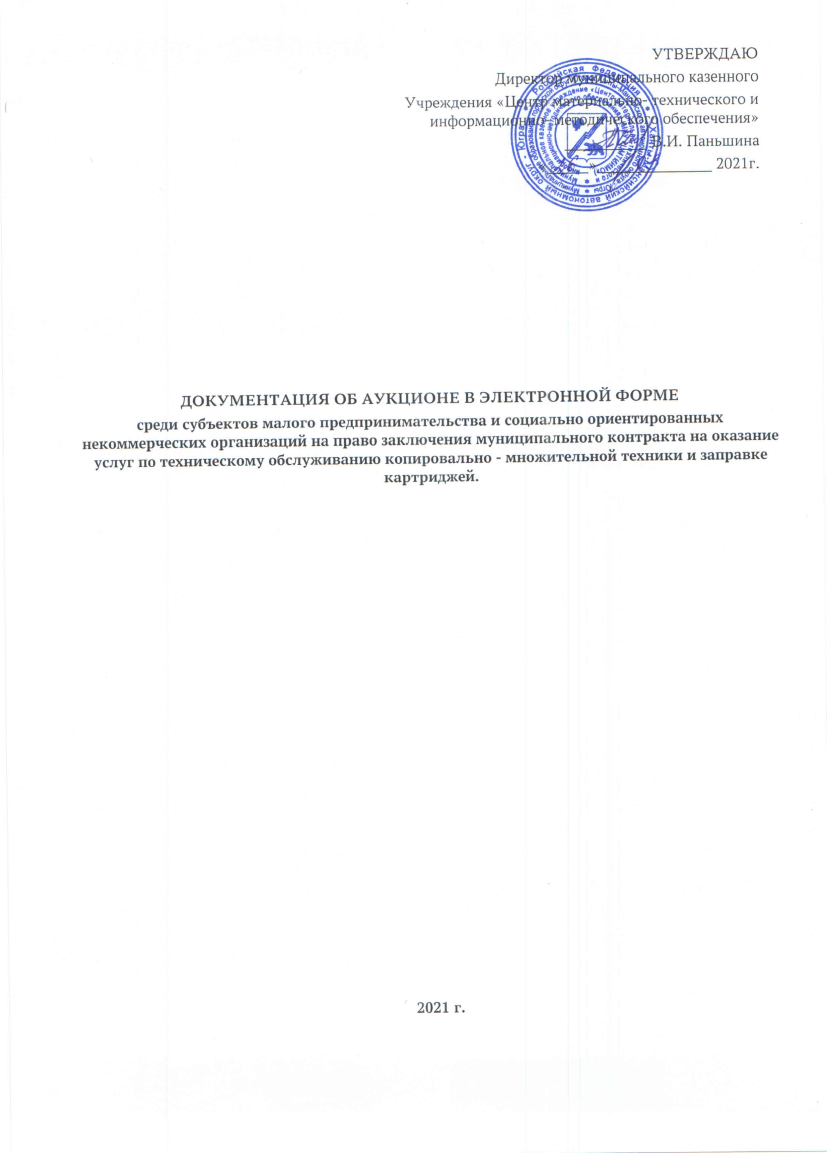 УТВЕРЖДАЮ
Директор муниципального казенного
Учреждения «Центр материально-технического и
информационно-методического обеспечения»
В.И. Паньшина
» 2021г.
ДОКУМЕНТАЦИЯ ОБ АУКЦИОНЕ В ЭЛЕКТРОННОЙ ФОРМЕ
среди субъектов малого предпринимательства и социально ориентированных
некоммерческих организаций на право заключения муниципального контракта на оказание
услуг по техническому обслуживанию копировально - множительной техники и заправке
картриджей.
2021 г.